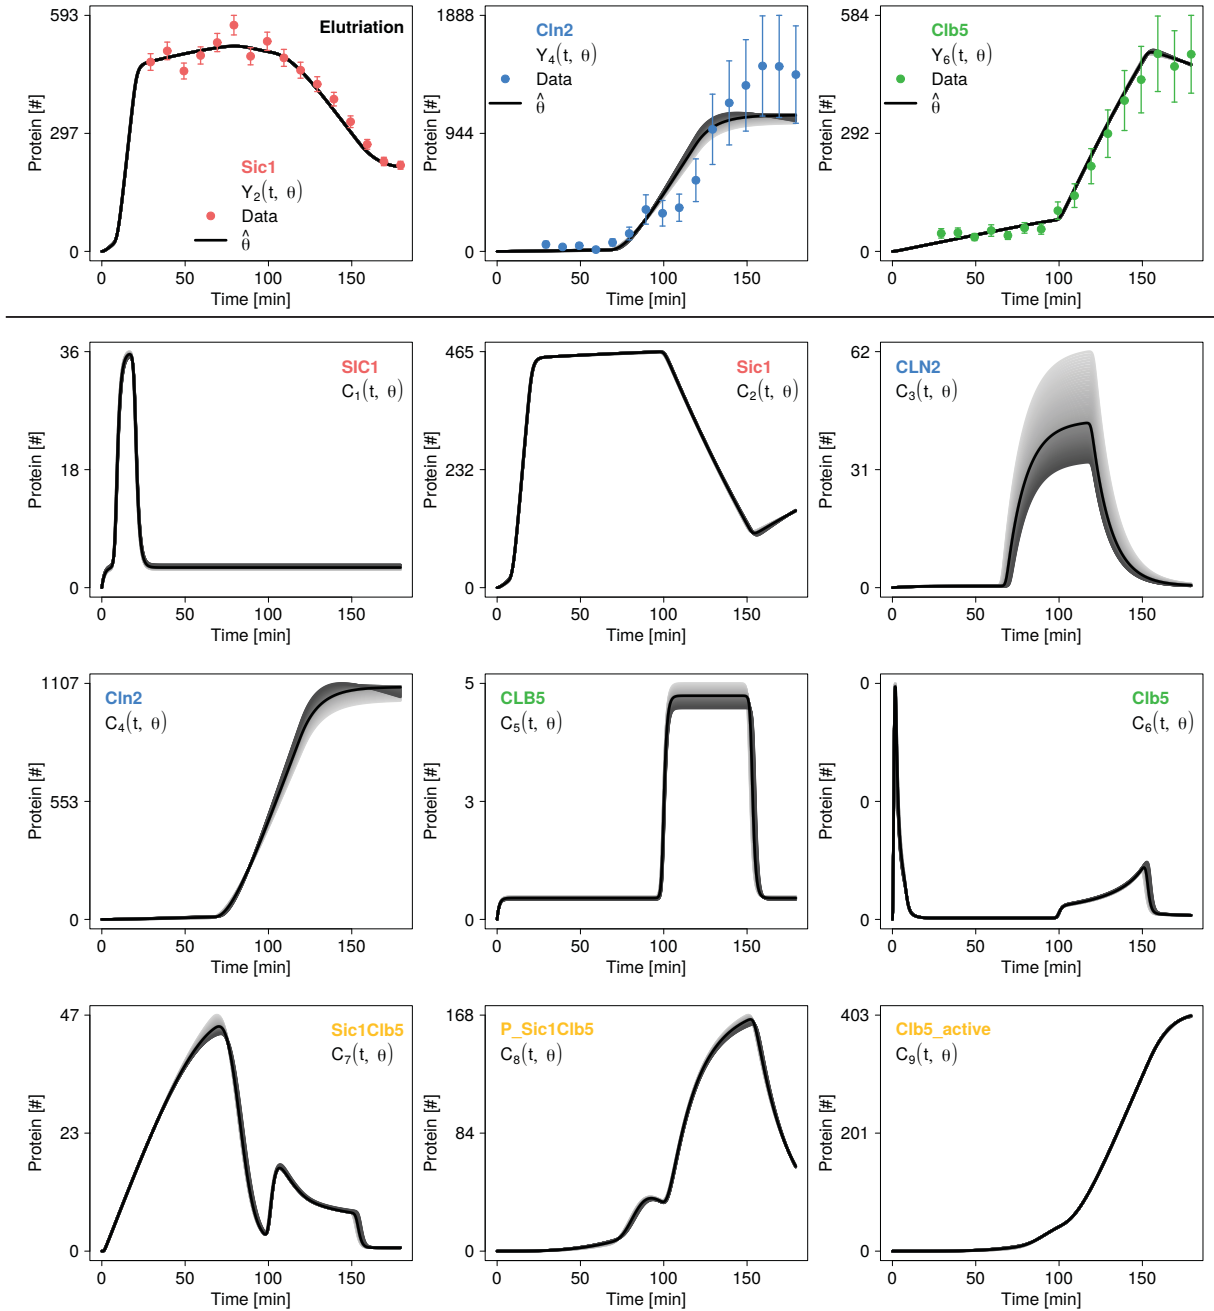 593
297
0
Protein [#]
Elutriation
Sic1
Y2(t, θ)
Data
θ̂
0 50 100 150
Time [min]
1888
944
0
Protein [#]
Cln2
Y4(t, θ)
Data
θ̂
0 50 100 150
Time [min]
584
292
0
Protein [#]
Clb5
Y6(t, θ)
Data
θ̂
0 50 100 150
Time [min]
36
18
0
Protein [#]
SIC1
C1(t, θ)
0 50 100 150
Time [min]
465
232
0
Protein [#]
Sic1
C2(t, θ)
0 50 100 150
Time [min]
62
31
0
Protein [#]
CLN2
C3(t, θ)
0 50 100 150
Time [min]
1107
553
0
Protein [#]
Cln2
C4(t, θ)
0 50 100 150
Time [min]
5
3
0
Protein [#]
CLB5
C5(t, θ)
0 50 100 150
Time [min]
0
0
0
Protein [#]
Clb5
C6(t, θ)
0 50 100 150
Time [min]
47
23
0
Protein [#]
Sic1Clb5
C7(t, θ)
0 50 100 150
Time [min]
168
84
0
Protein [#]
P_Sic1Clb5
C8(t, θ)
0 50 100 150
Time [min]
403
201
0
Protein [#]
Clb5_active
C9(t, θ)
0 50 100 150
Time [min]